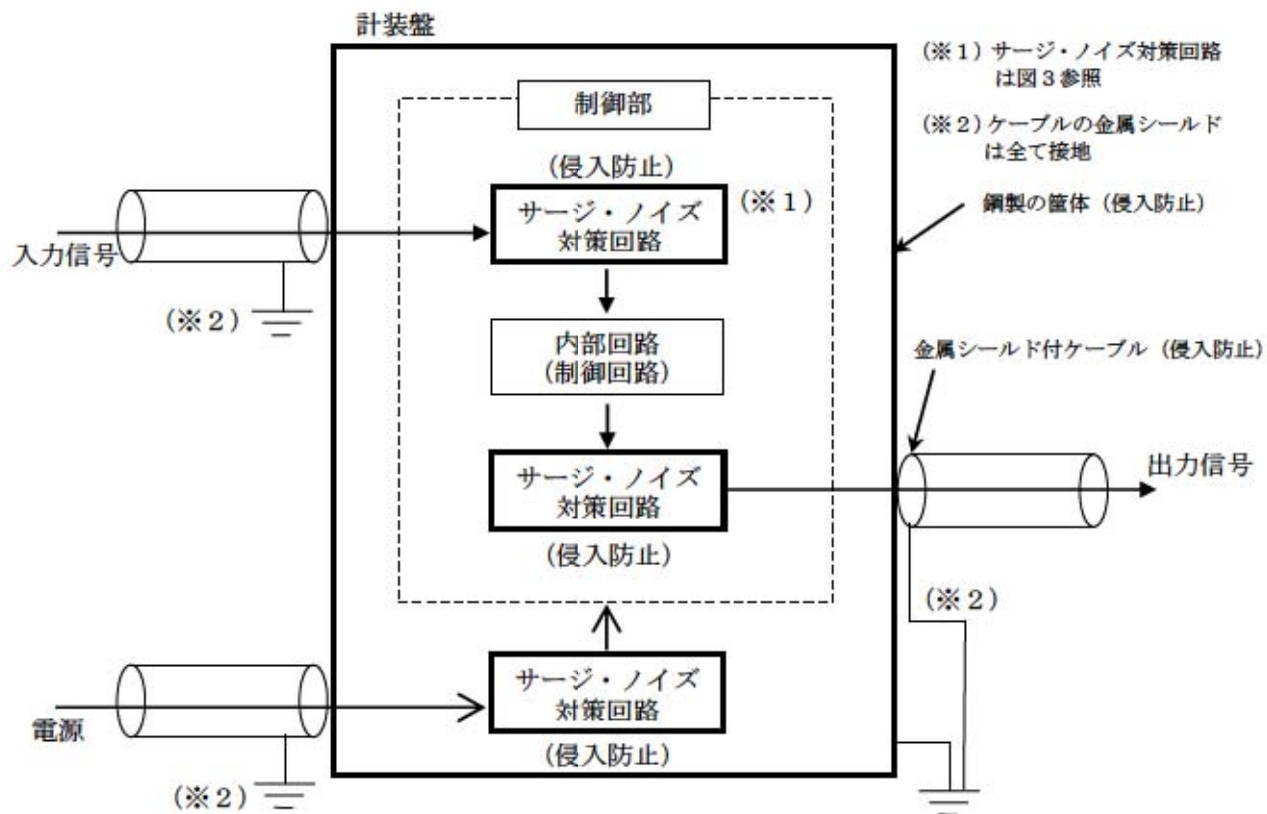 計装盤
(※1) サージ・ノイズ対策回路
は図3参照
制御部
(※2) ケーブルの金属シールド
は全て接地
(侵入防止)
サージ・ノイズ
対策回路
(※1)
鋼製の筐体 (侵入防止)
入力信号
(※2)
内部回路
(制御回路)
金属シールド付ケーブル (侵入防止)
サージ・ノイズ
対策回路
出力信号
(侵入防止)
(※2)
サージ・ノイズ
対策回路
電源
(侵入防止)
(※2)